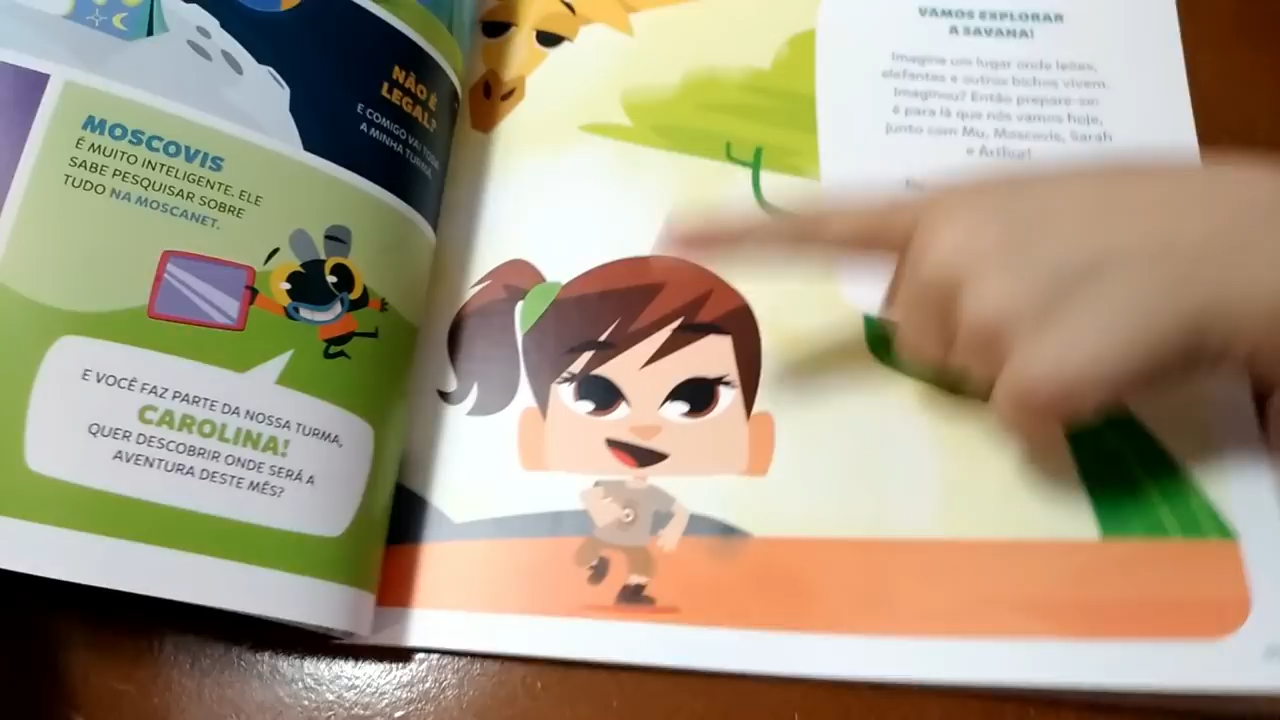 NÃO É
LEGAL?
E COMIGO VAI TODA
A MINHA TURMA.
MOSCOVIS
É MUITO INTELIGENTE. ELE
SABE PESQUISAR SOBRE
TUDO NA MOSCANET.
E VOCÊ FAZ PARTE DA NOSSA TURMA,
CAROLINA!
QUER DESCOBRIR ONDE SERÁ A
AVENTURA DESTE MÊS?
VAMOS EXPLORAR
A SAVANA!
Imagine um lugar onde leões,
elefantes e outros bichos vivem.
Imaginou? Então prepare-se:
é para lá que nós vamos hoje,
junto com Mu, Moscovis, Sarah
e Arthur!